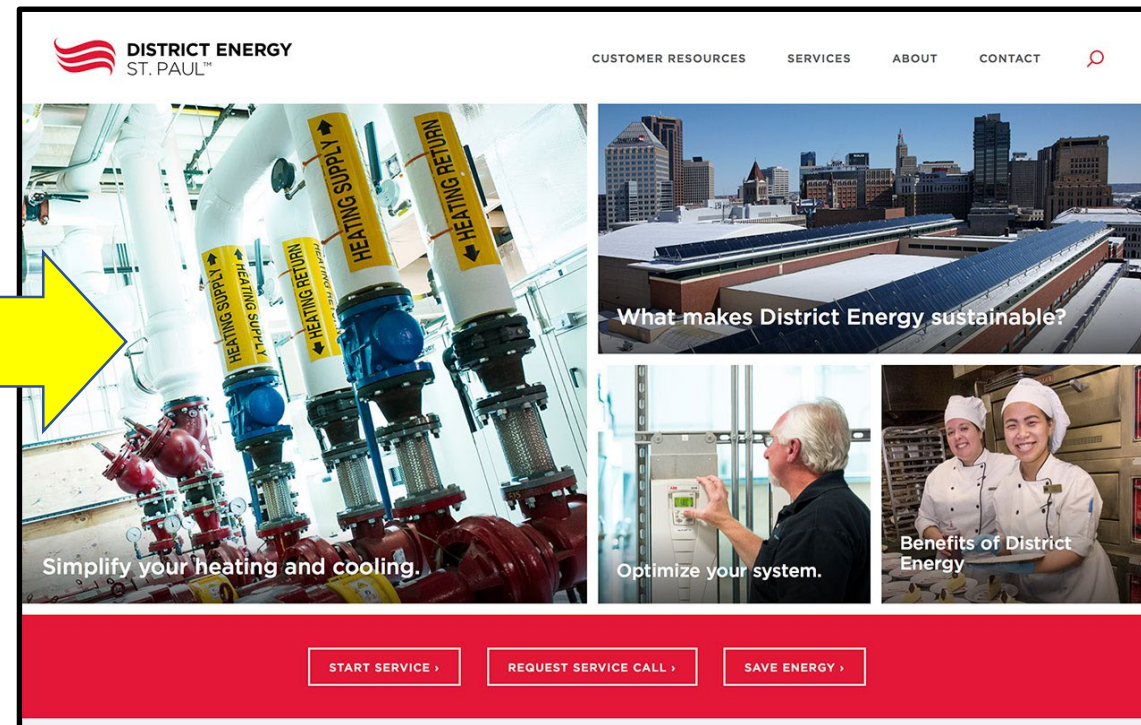 DISTRICT ENERGY
ST. PAUL™
CUSTOMER RESOURCES
SERVICES
ABOUT
CONTACT
HEATING SUPPLY
HEATING SUPPLY
HEATING RETURN
HEATING SUPPLY
HEATING RETURN
Simplify your heating and cooling.
What makes District Energy sustainable?
ABB
Optimize your system.
Benefits of District
Energy
START SERVICE ›
REQUEST SERVICE CALL ›
SAVE ENERGY ›